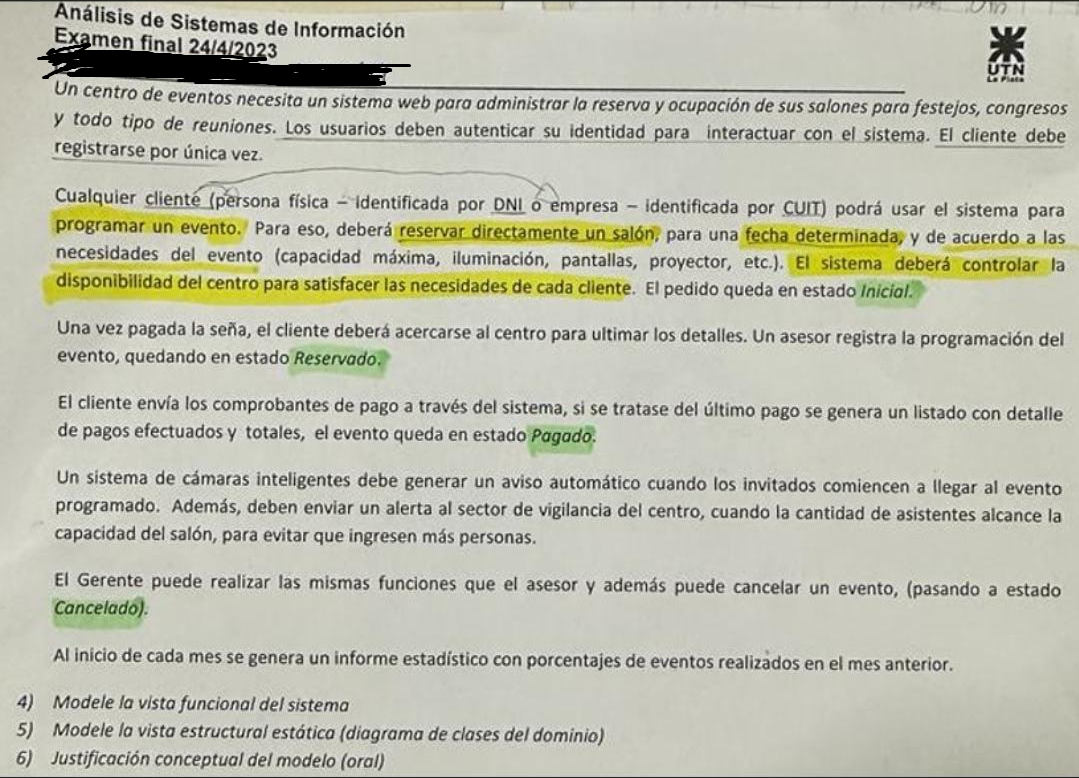 Análisis de Sistemas de Información
Examen final 24/4/2023
UTN
La Plata
Un centro de eventos necesita un sistema web para administrar la reserva y ocupación de sus salones para festejos, congresos
y todo tipo de reuniones. Los usuarios deben autenticar su identidad para interactuar con el sistema. El cliente debe
registrarse por única vez.
Cualquier cliente (persona física – identificada por DNI o empresa – identificada por CUIT) podrá usar el sistema para
programar un evento. Para eso, deberá reservar directamente un salón, para una fecha determinada, y de acuerdo a las
necesidades del evento (capacidad máxima, iluminación, pantallas, proyector, etc.). El sistema deberá controlar la
disponibilidad del centro para satisfacer las necesidades de cada cliente. El pedido queda en estado Inicial.
Una vez pagada la seña, el cliente deberá acercarse al centro para ultimar los detalles. Un asesor registra la programación del
evento, quedando en estado Reservado.
El cliente envía los comprobantes de pago a través del sistema, si se tratase del último pago se genera un listado con detalle
de pagos efectuados y totales, el evento queda en estado Pagado.
Un sistema de cámaras inteligentes debe generar un aviso automático cuando los invitados comiencen a llegar al evento
programado. Además, deben enviar un alerta al sector de vigilancia del centro, cuando la cantidad de asistentes alcance la
capacidad del salón, para evitar que ingresen más personas.
El Gerente puede realizar las mismas funciones que el asesor y además puede cancelar un evento, (pasando a estado
Cancelado).
Al inicio de cada mes se genera un informe estadístico con porcentajes de eventos realizados en el mes anterior.
4) Modele la vista funcional del sistema
5) Modele la vista estructural estática (diagrama de clases del dominio)
6) Justificación conceptual del modelo (oral)